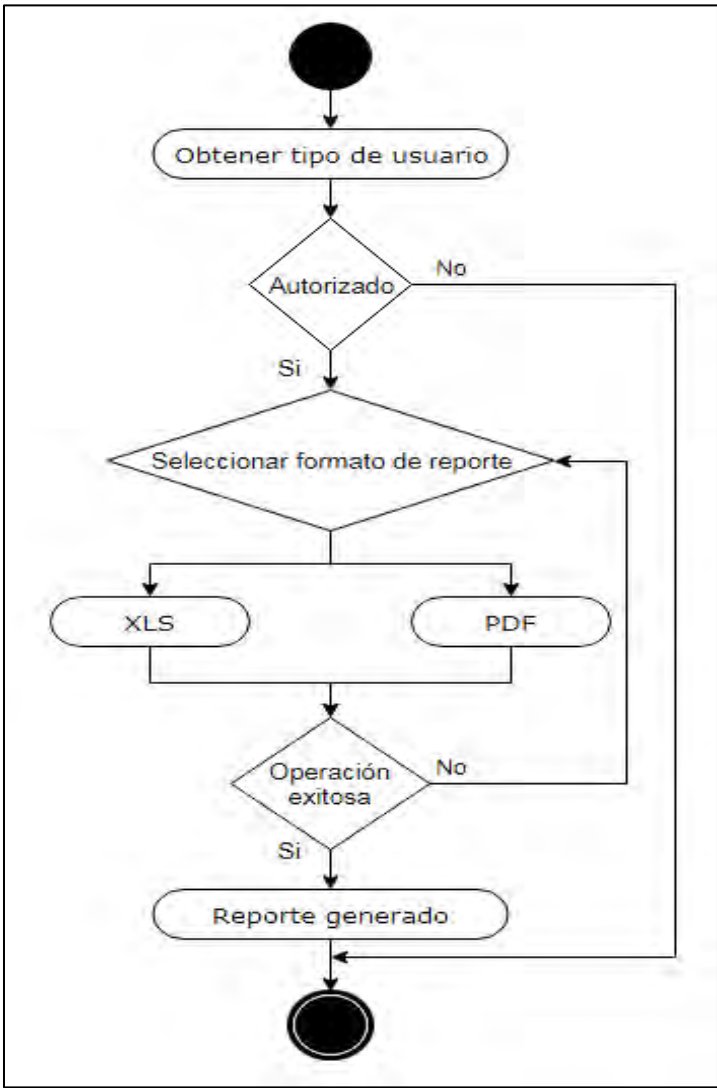 Obtener tipo de usuario
Autorizado
No
Si
Seleccionar formato de reporte
XLS
PDF
Operación
exitosa
No
Si
Reporte generado